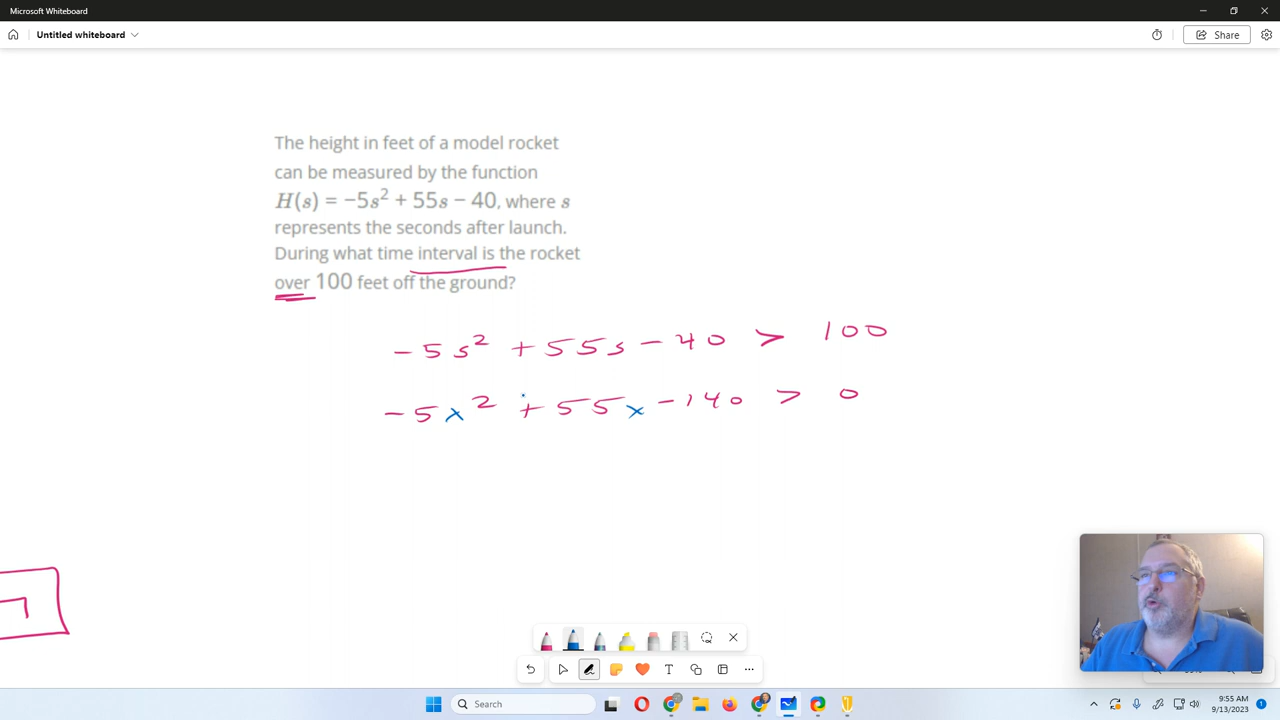 Microsoft Whiteboard
Untitled whiteboard
Share
The height in feet of a model rocket
can be measured by the function
H(s) = −5s² + 55s − 40, where s
represents the seconds after launch.
During what time interval is the rocket
over 100 feet off the ground?
-5s² + 55s - 40 > 100
-5x² + 55x - 140 > 0
T
Search
9:55 AM
9/13/2023